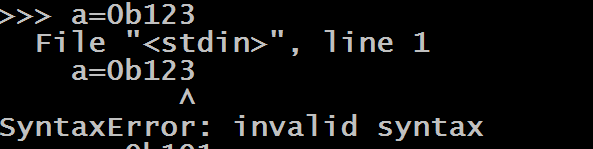 >>> a=0b123
  File "<stdin>", line 1
    a=0b123
          ^
SyntaxError: invalid syntax